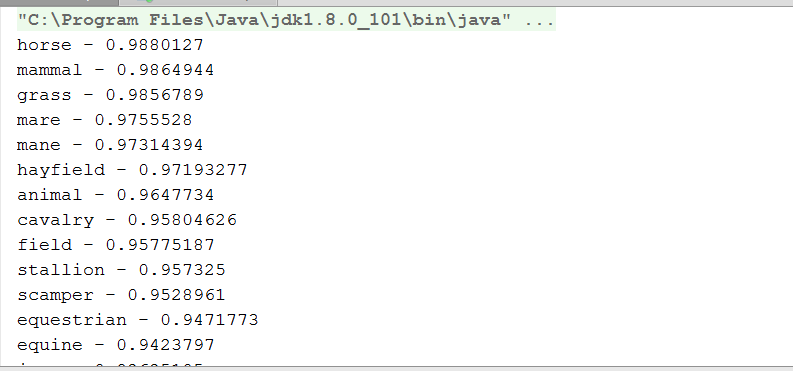 "C:\Program Files\Java\jdk1.8.0_101\bin\java" ...
horse - 0.9880127
mammal - 0.9864944
grass - 0.9856789
mare - 0.9755528
mane - 0.97314394
hayfield - 0.97193277
animal - 0.9647734
cavalry - 0.95804626
field - 0.95775187
stallion - 0.957325
scamper - 0.9528961
equestrian - 0.9471773
equine - 0.9423797